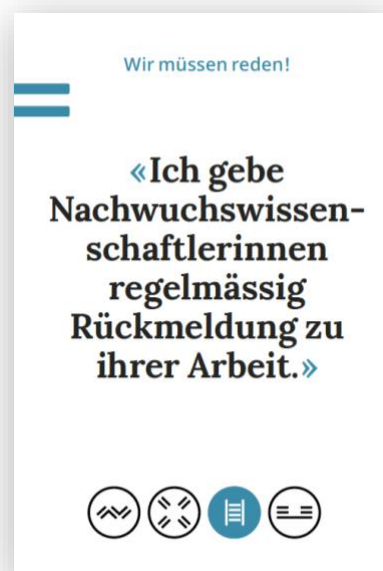 Wir müssen reden!
«Ich gebe
Nachwuchswissen-
schaftlerinnen
regelmässig
Rückmeldung zu
ihrer Arbeit.»